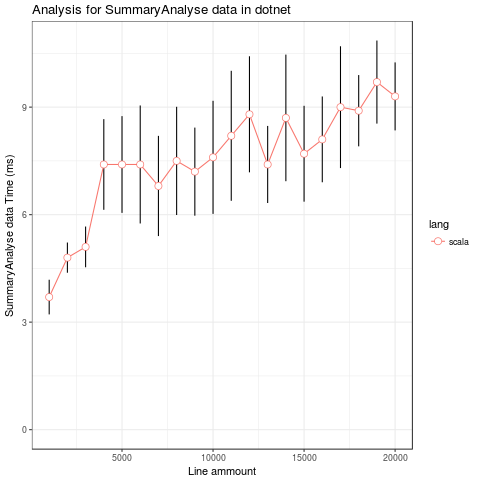 Analysis for SummaryAnalyse data in dotnet
SummaryAnalyse data Time (ms)
9
6
3
0
5000
10000
15000
20000
Line ammount
lang
scala